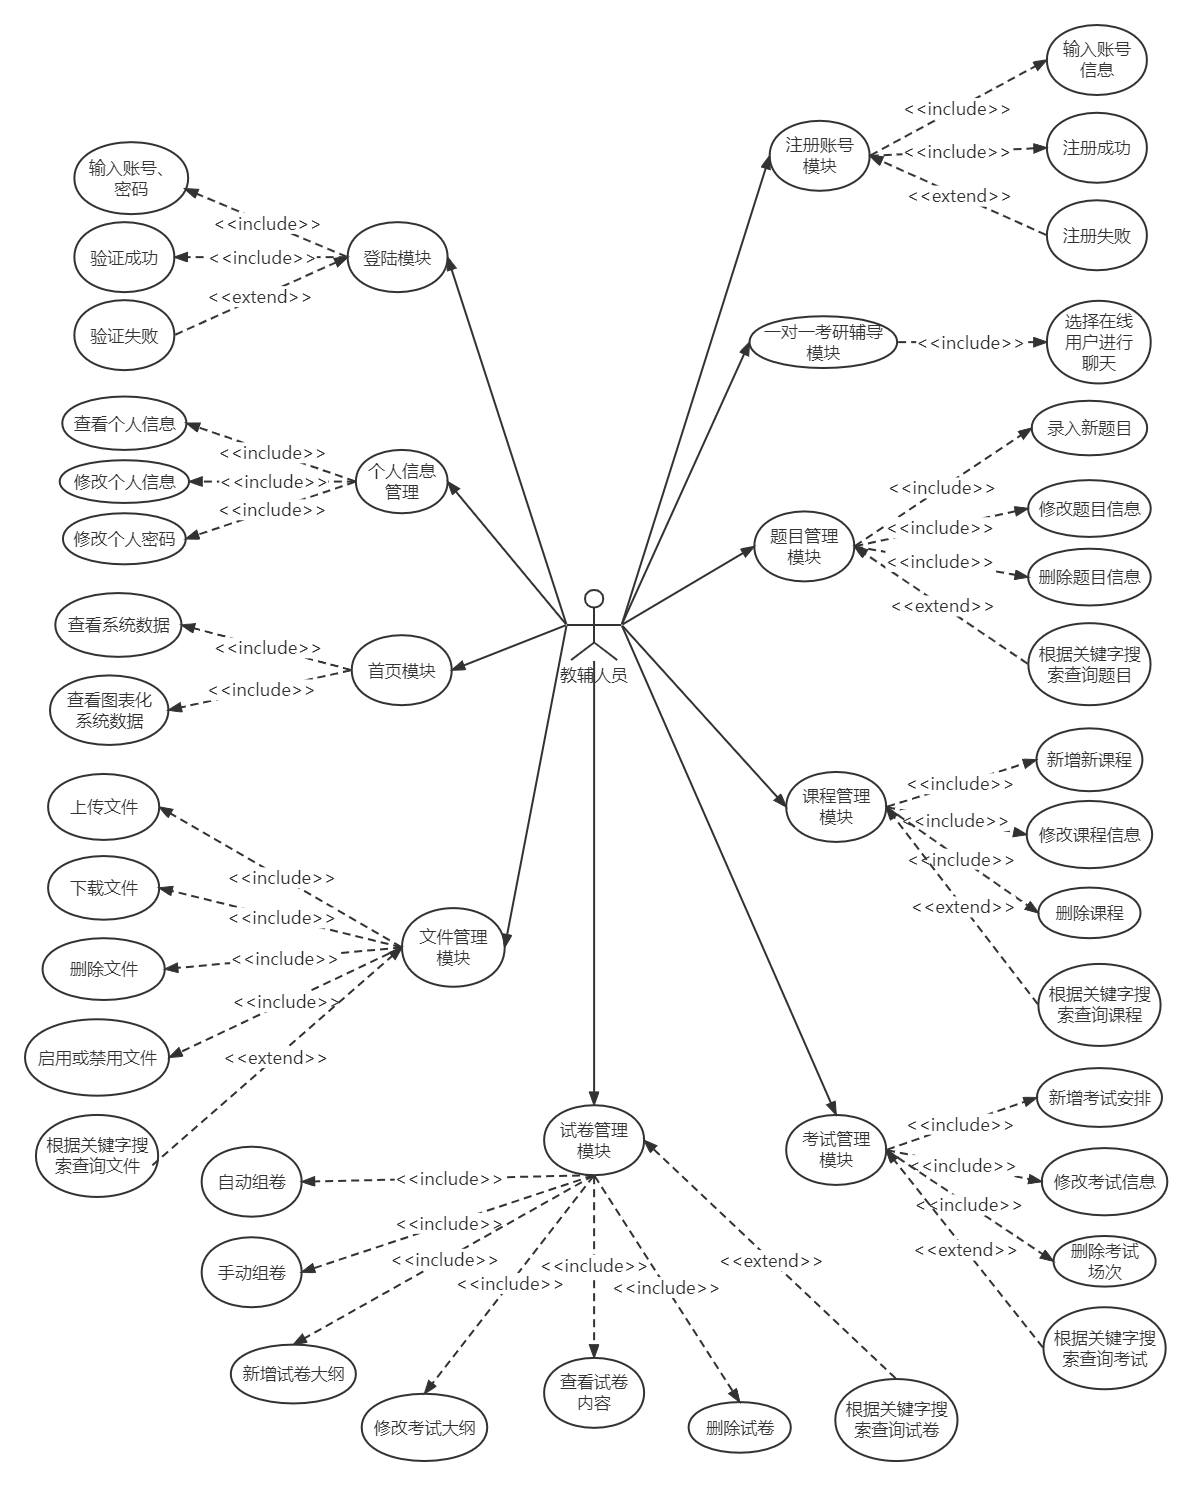 输入账号
信息
<<include>>
注册账号
模块
<<include>>
注册成功
<<extend>>
注册失败
输入账号、
密码
<<include>>
验证成功
<<include>>
登陆模块
<<extend>>
验证失败
一对一考研辅导
模块
<<include>>
选择在线
用户进行
聊天
查看个人信息
<<include>>
修改个人信息
<<include>>
个人信息
管理
<<include>>
修改个人密码
录入新题目
<<include>>
修改题目信息
<<include>>
题目管理
模块
<<include>>
删除题目信息
<<extend>>
根据关键字搜
索查询题目
查看系统数据
<<include>>
首页模块
<<include>>
查看图表化
系统数据
教辅人员
新增新课程
<<include>>
课程管理
模块
<<include>>
修改课程信息
<<include>>
删除课程
<<extend>>
根据关键字搜
索查询课程
上传文件
<<include>>
下载文件
<<include>>
文件管理
模块
<<include>>
删除文件
<<include>>
启用或禁用文件
<<extend>>
根据关键字搜
索查询文件
新增考试安排
<<include>>
考试管理
模块
<<include>>
修改考试信息
<<include>>
删除考试
场次
<<extend>>
根据关键字搜
索查询考试
试卷管理
模块
<<include>>
自动组卷
<<include>>
手动组卷
<<include>>
新增试卷大纲
<<include>>
修改考试大纲
<<include>>
查看试卷
内容
<<include>>
删除试卷
<<extend>>
根据关键字搜
索查询试卷